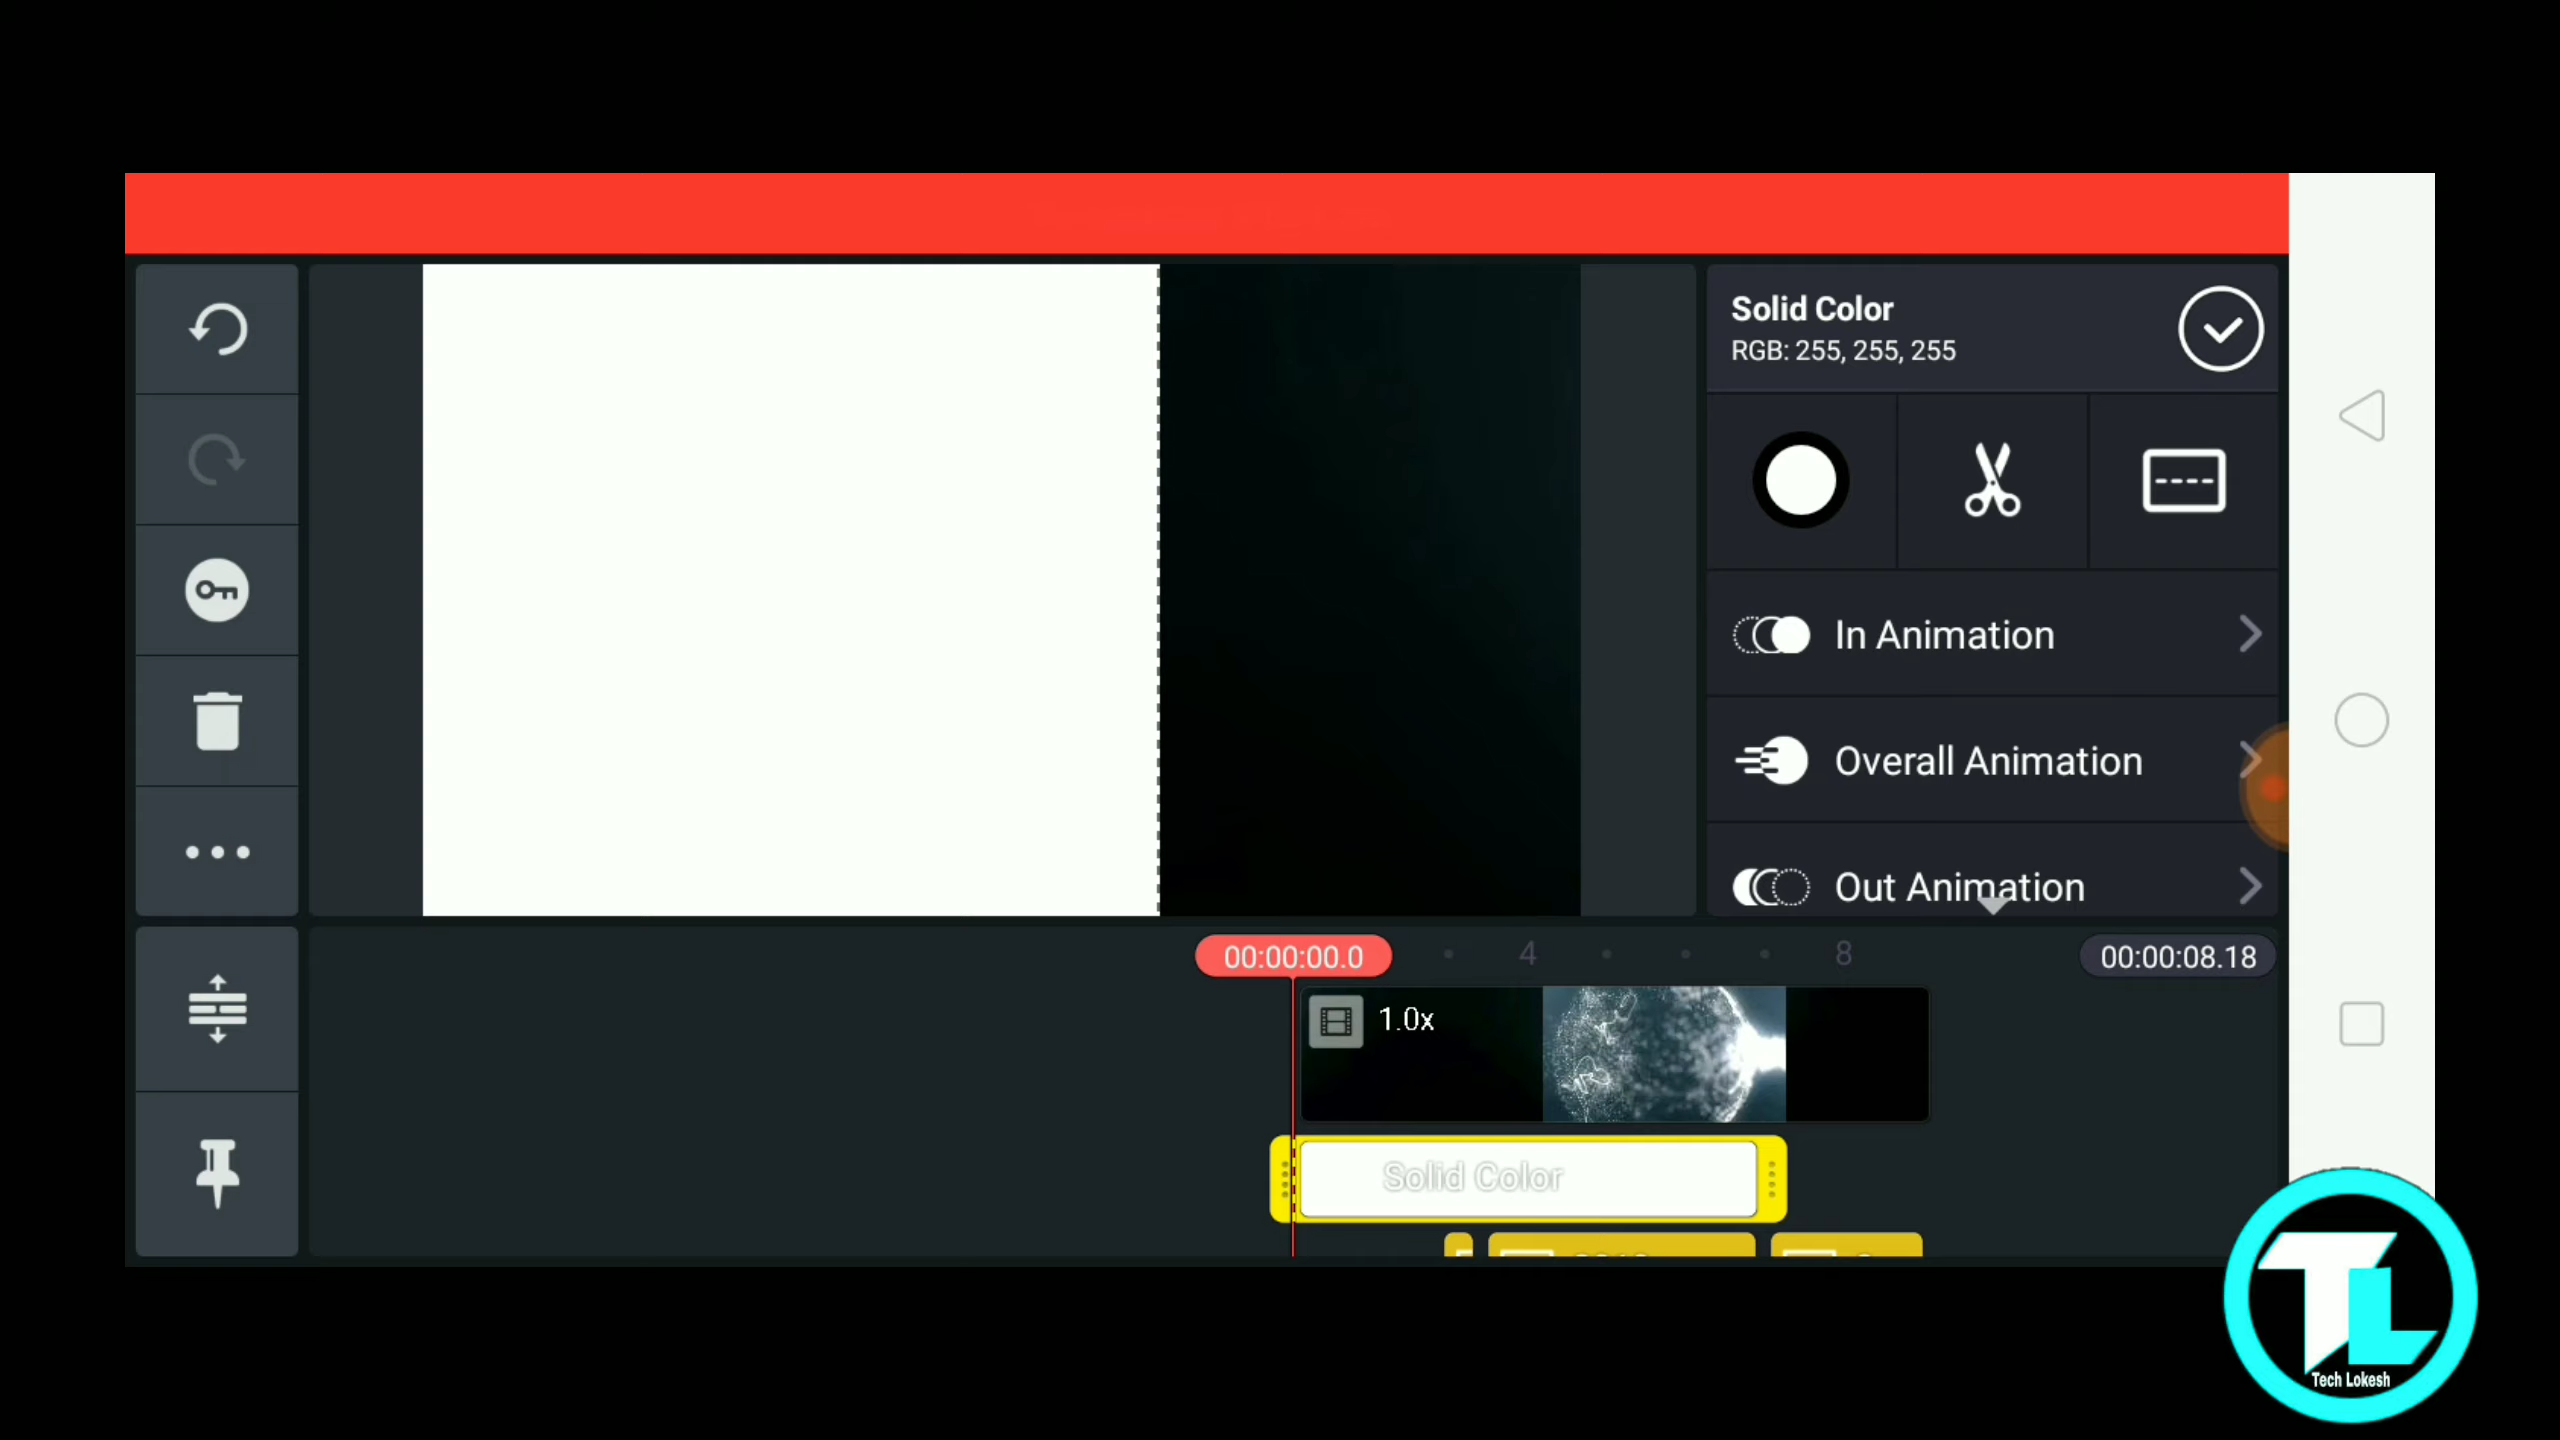 Solid Color
RGB: 255, 255, 255
In Animation
Overall Animation
Out Animation
00:00:00.0
4
8
00:00:08.18
1.0x
Solid Color
TL
Tech Lokesh